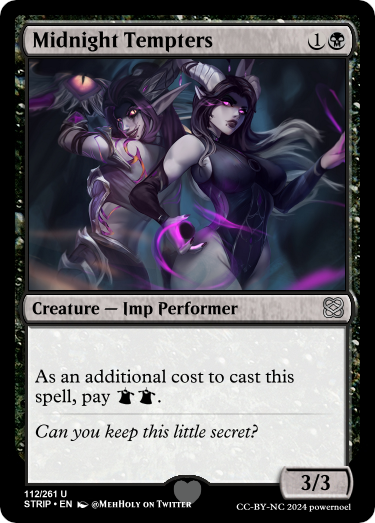 Midnight Tempters 1
Creature — Imp Performer
As an additional cost to cast this
spell, pay .
Can you keep this little secret?
3/3
112/261 U
STRIP • EN @MehHoly on Twitter
CC-BY-NC 2024 powernoel